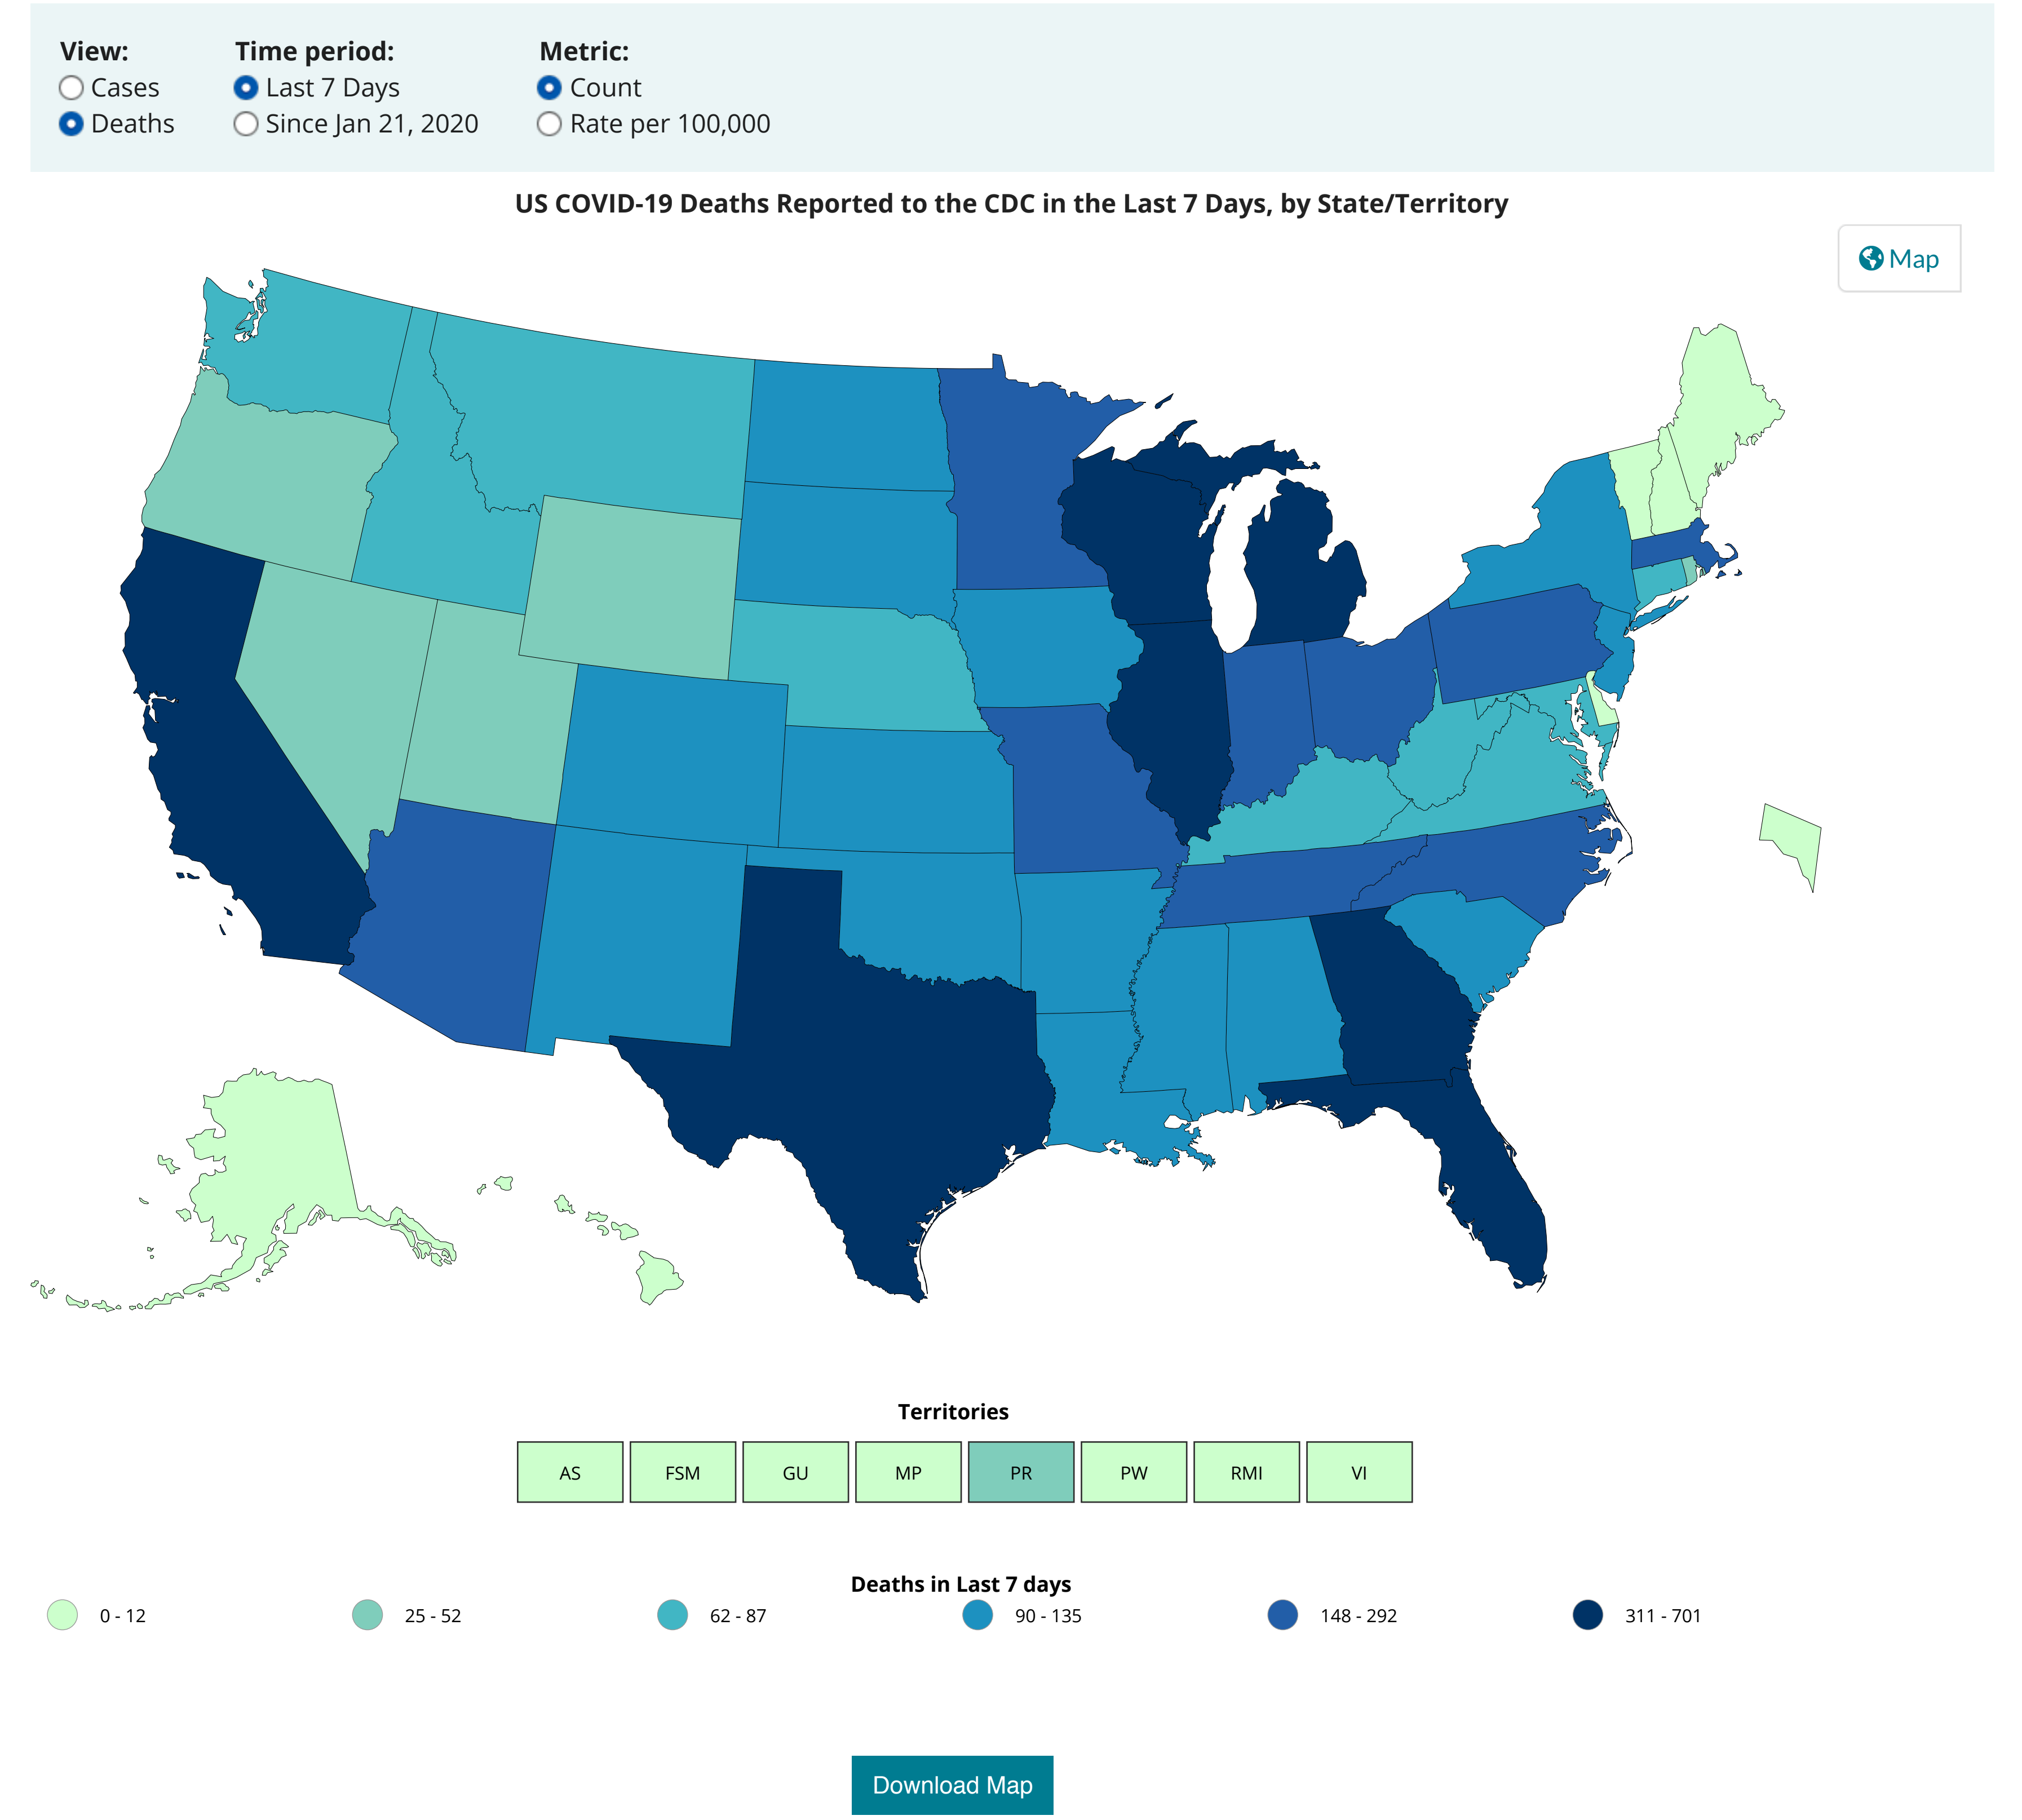 View:
Cases
Deaths
Time period:
Last 7 Days
Since Jan 21, 2020
Metric:
Count
Rate per 100,000
US COVID-19 Deaths Reported to the CDC in the Last 7 Days, by State/Territory
Map
Territories
AS FSM GU MP PR PW RMI VI
Deaths in Last 7 days
0 - 12 25 - 52 62 - 87 90 - 135 148 - 292 311 - 701
Download Map